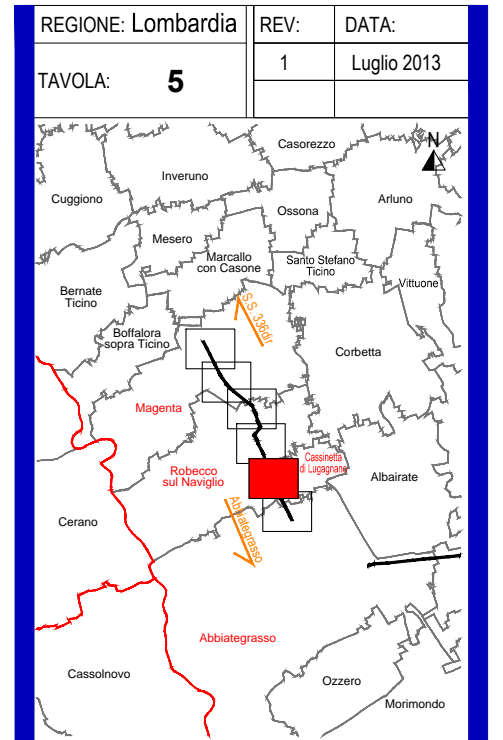 REGIONE: Lombardia
REV:
DATA:
TAVOLA: 5
1
Luglio 2013
N
Casorezzo
Inveruno
Cuggiono
Arluno
Ossona
Mesero
Marcallo
con Casone
Santo Stefano
Ticino
Vittuone
Bernate
Ticino
S.S. 336dir
Boffalora
sopra Ticino
Corbetta
Magenta
Cassinetta
di Lugagnano
Robecco
sul Naviglio
Albairate
Abbiategrasso
Cerano
Abbiategrasso
Cassolnovo
Ozzero
Morimondo